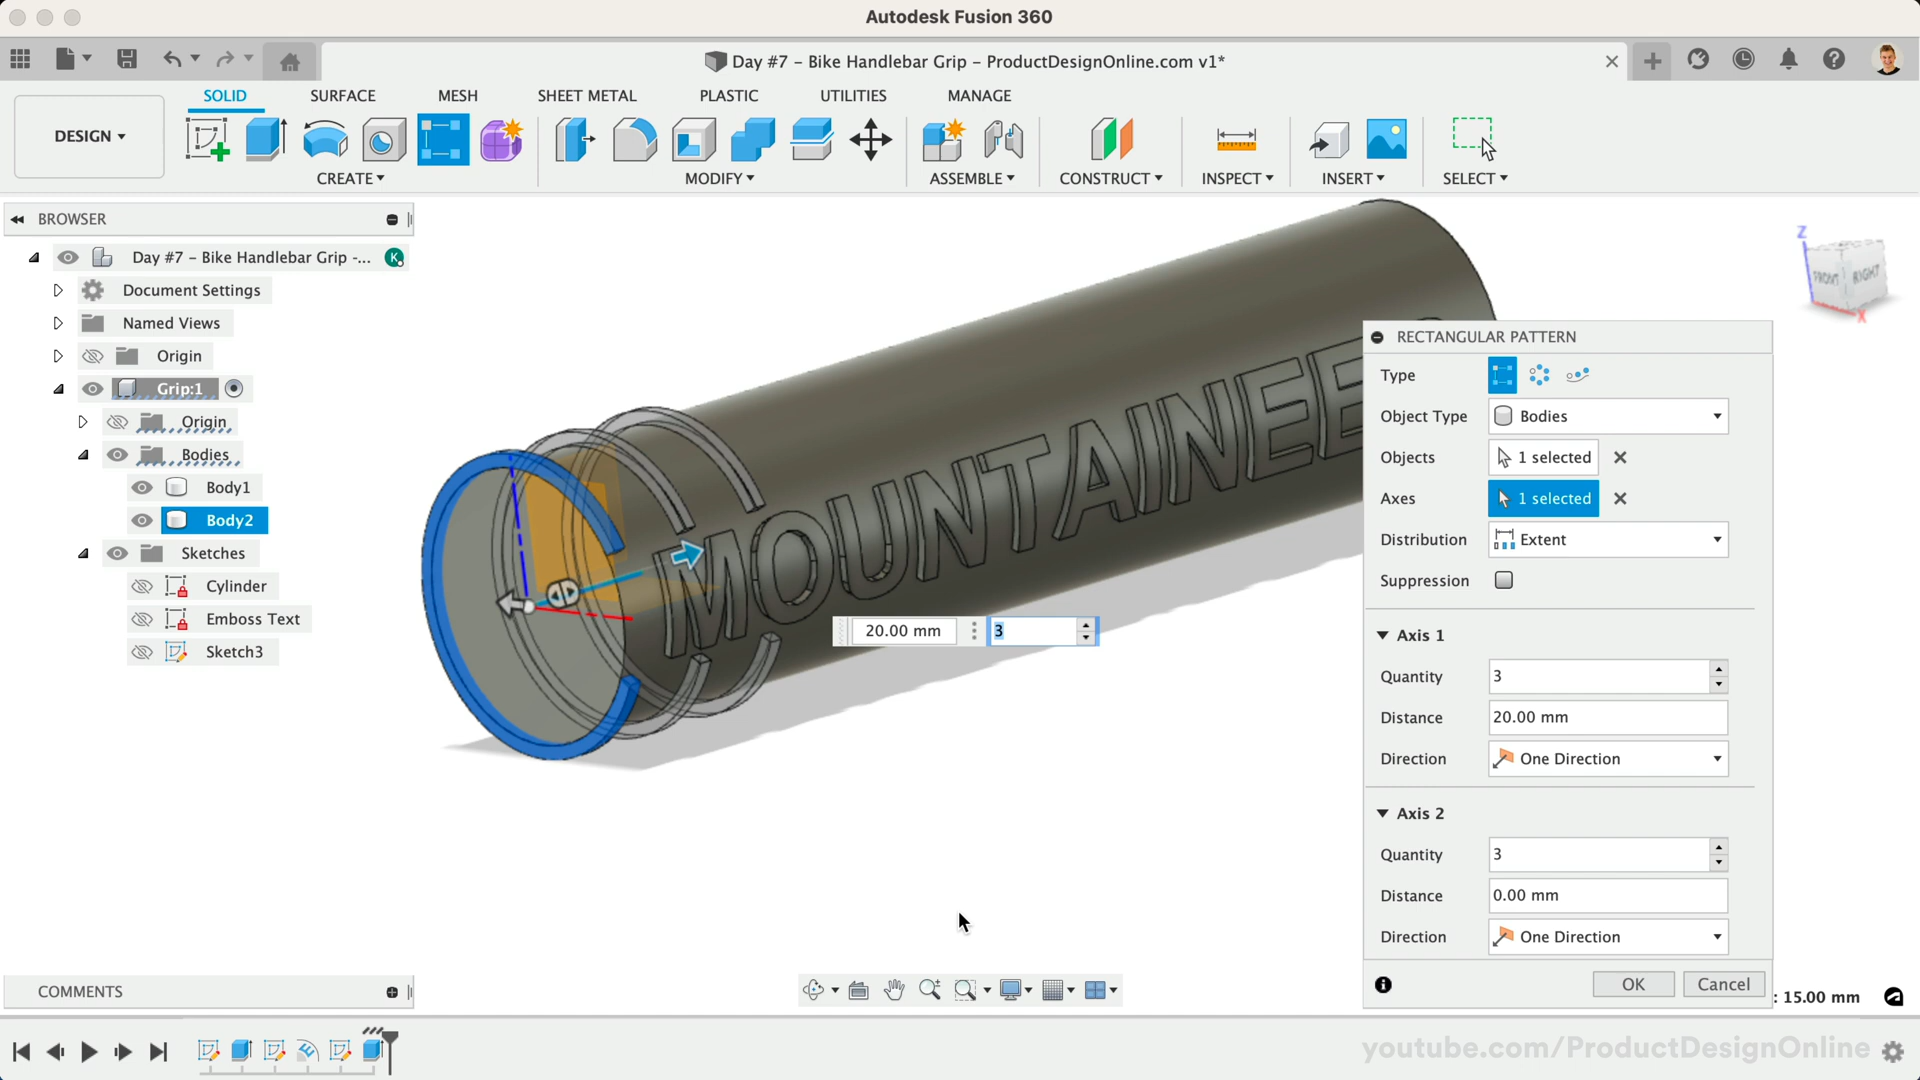 Autodesk Fusion 360
Day #7 – Bike Handlebar Grip – ProductDesignOnline.com v1*
SOLID SURFACE MESH SHEET METAL PLASTIC UTILITIES MANAGE
DESIGN
CREATE MODIFY ASSEMBLE CONSTRUCT INSPECT INSERT SELECT
BROWSER
Day #7 – Bike Handlebar Grip -...
K
Document Settings
Named Views
Origin
Grip:1
Origin
Bodies
Body1
Body2
Sketches
Cylinder
Emboss Text
Sketch3
MOUNTAINEE
20.00 mm
3
Z
FRONT RIGHT
X
RECTANGULAR PATTERN
Type
Object Type Bodies
Objects 1 selected
Axes 1 selected
Distribution Extent
Suppression
Axis 1
Quantity 3
Distance 20.00 mm
Direction One Direction
Axis 2
Quantity 3
Distance 0.00 mm
Direction One Direction
OK Cancel
: 15.00 mm
COMMENTS
youtube.com/ProductDesignOnline